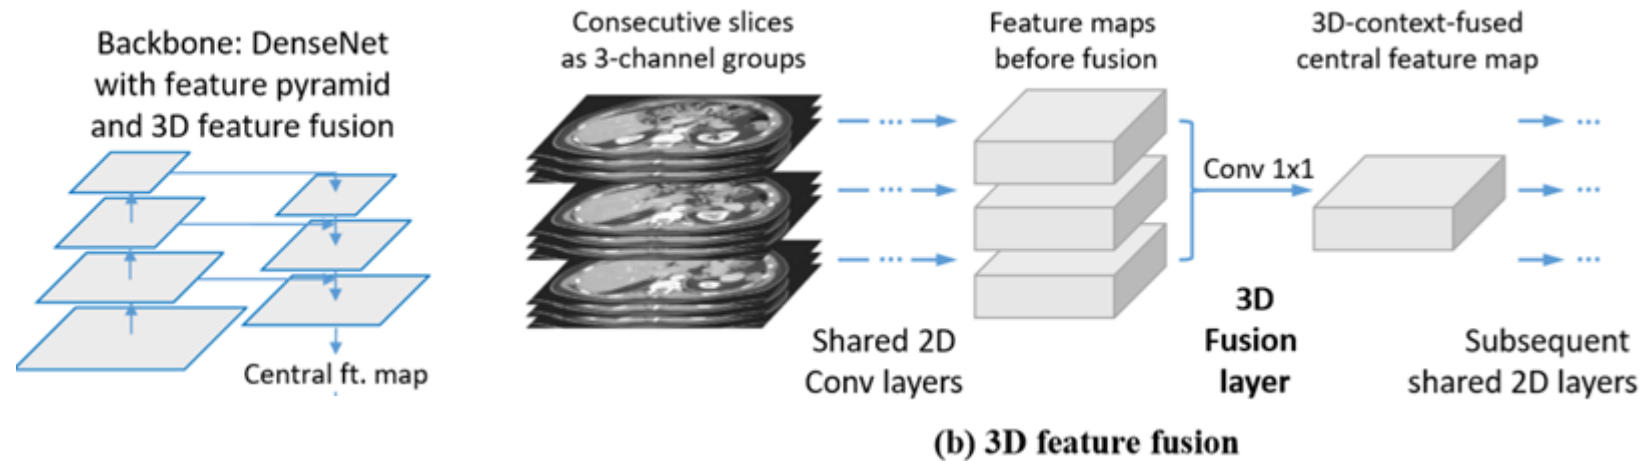 Backbone: DenseNet
with feature pyramid
and 3D feature fusion
Central ft. map
Consecutive slices
as 3-channel groups
Feature maps
before fusion
3D-context-fused
central feature map
...
...
...
Conv 1x1
...
...
...
Shared 2D
Conv layers
3D
Fusion
layer
Subsequent
shared 2D layers
(b) 3D feature fusion